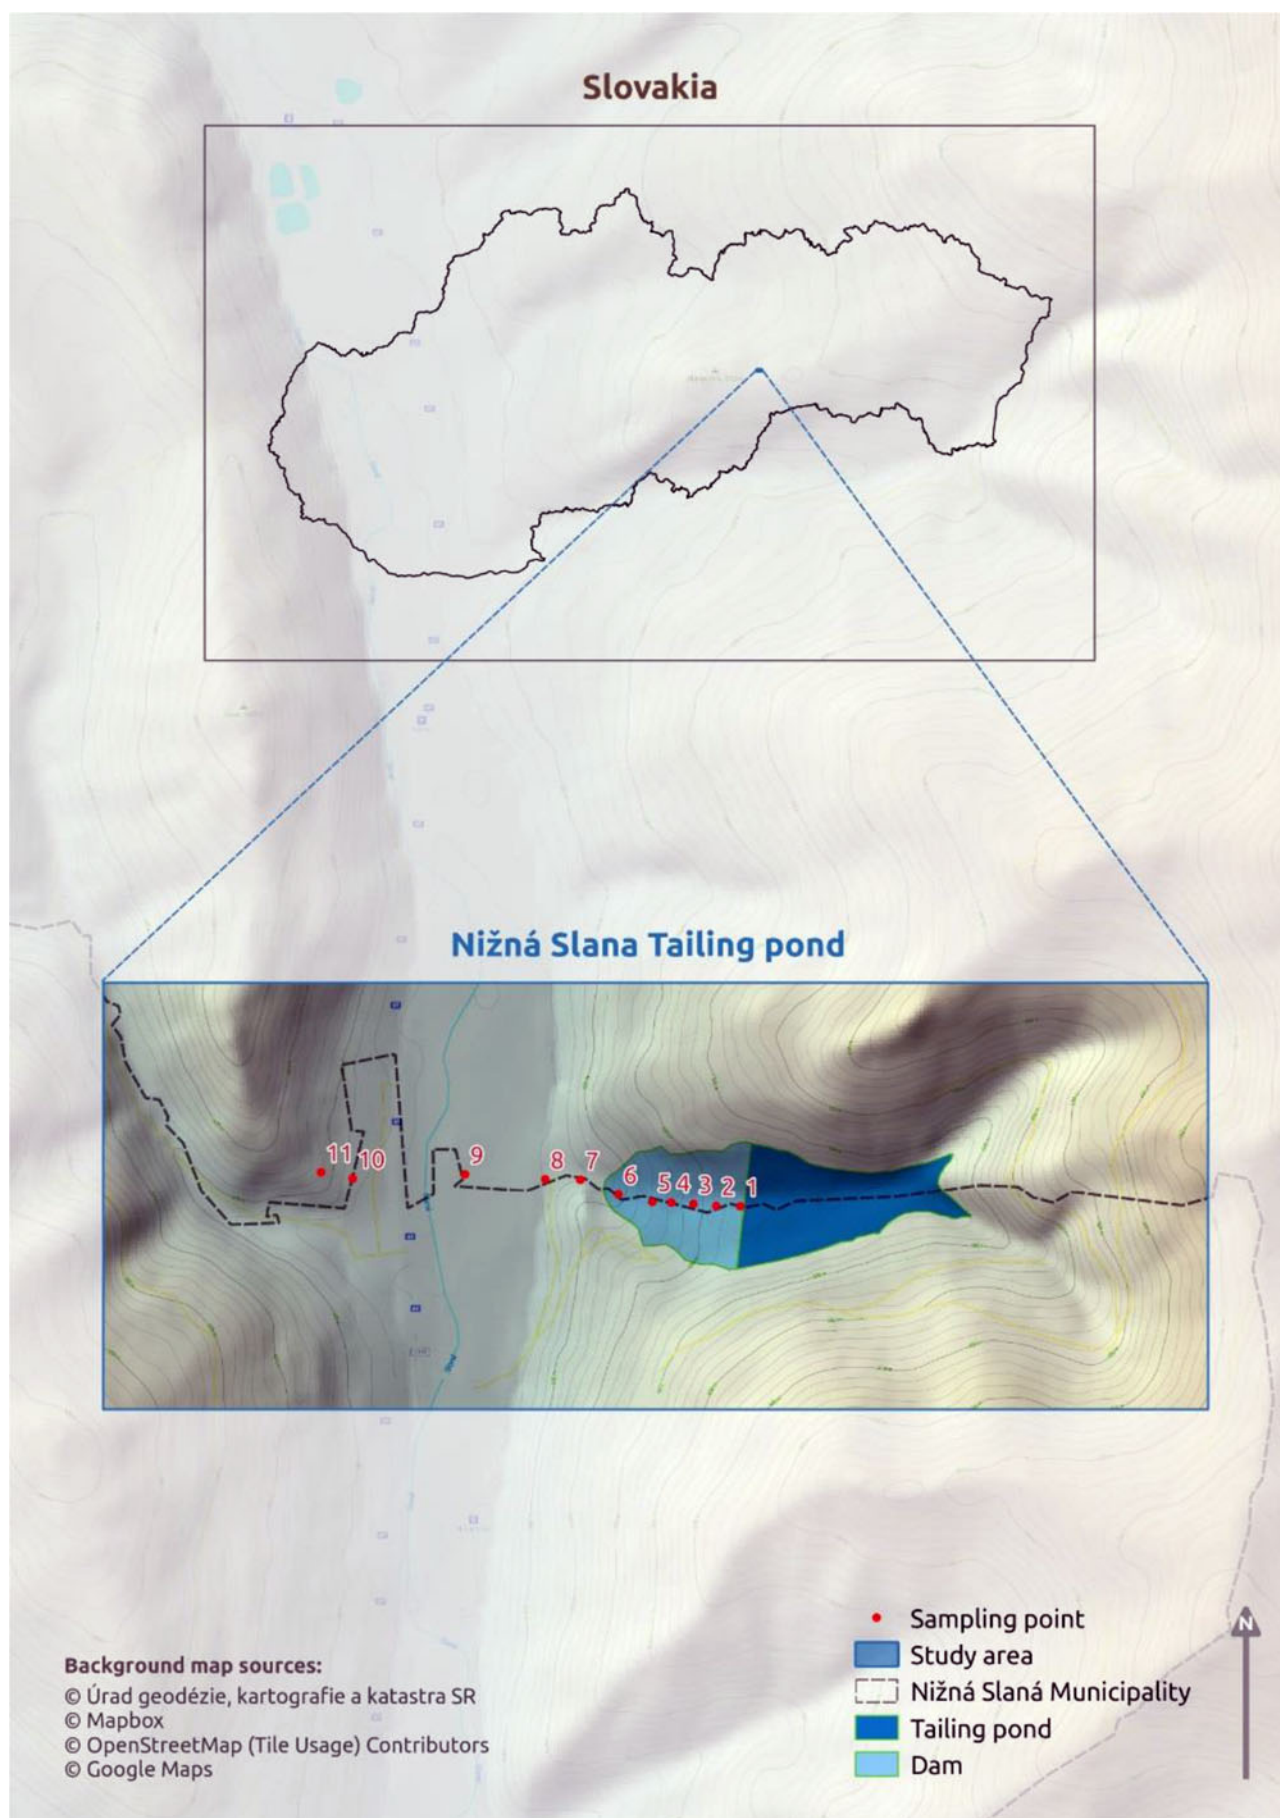 Slovakia
Nižná Slana Tailing pond
11
10
9
8
7
6
5
4
3
2
1
Sampling point
Study area
Nižná Slaná Municipality
Tailing pond
Dam
N
Background map sources:
© Úrad geodézie, kartografie a katastra SR
© Mapbox
© OpenStreetMap (Tile Usage) Contributors
© Google Maps